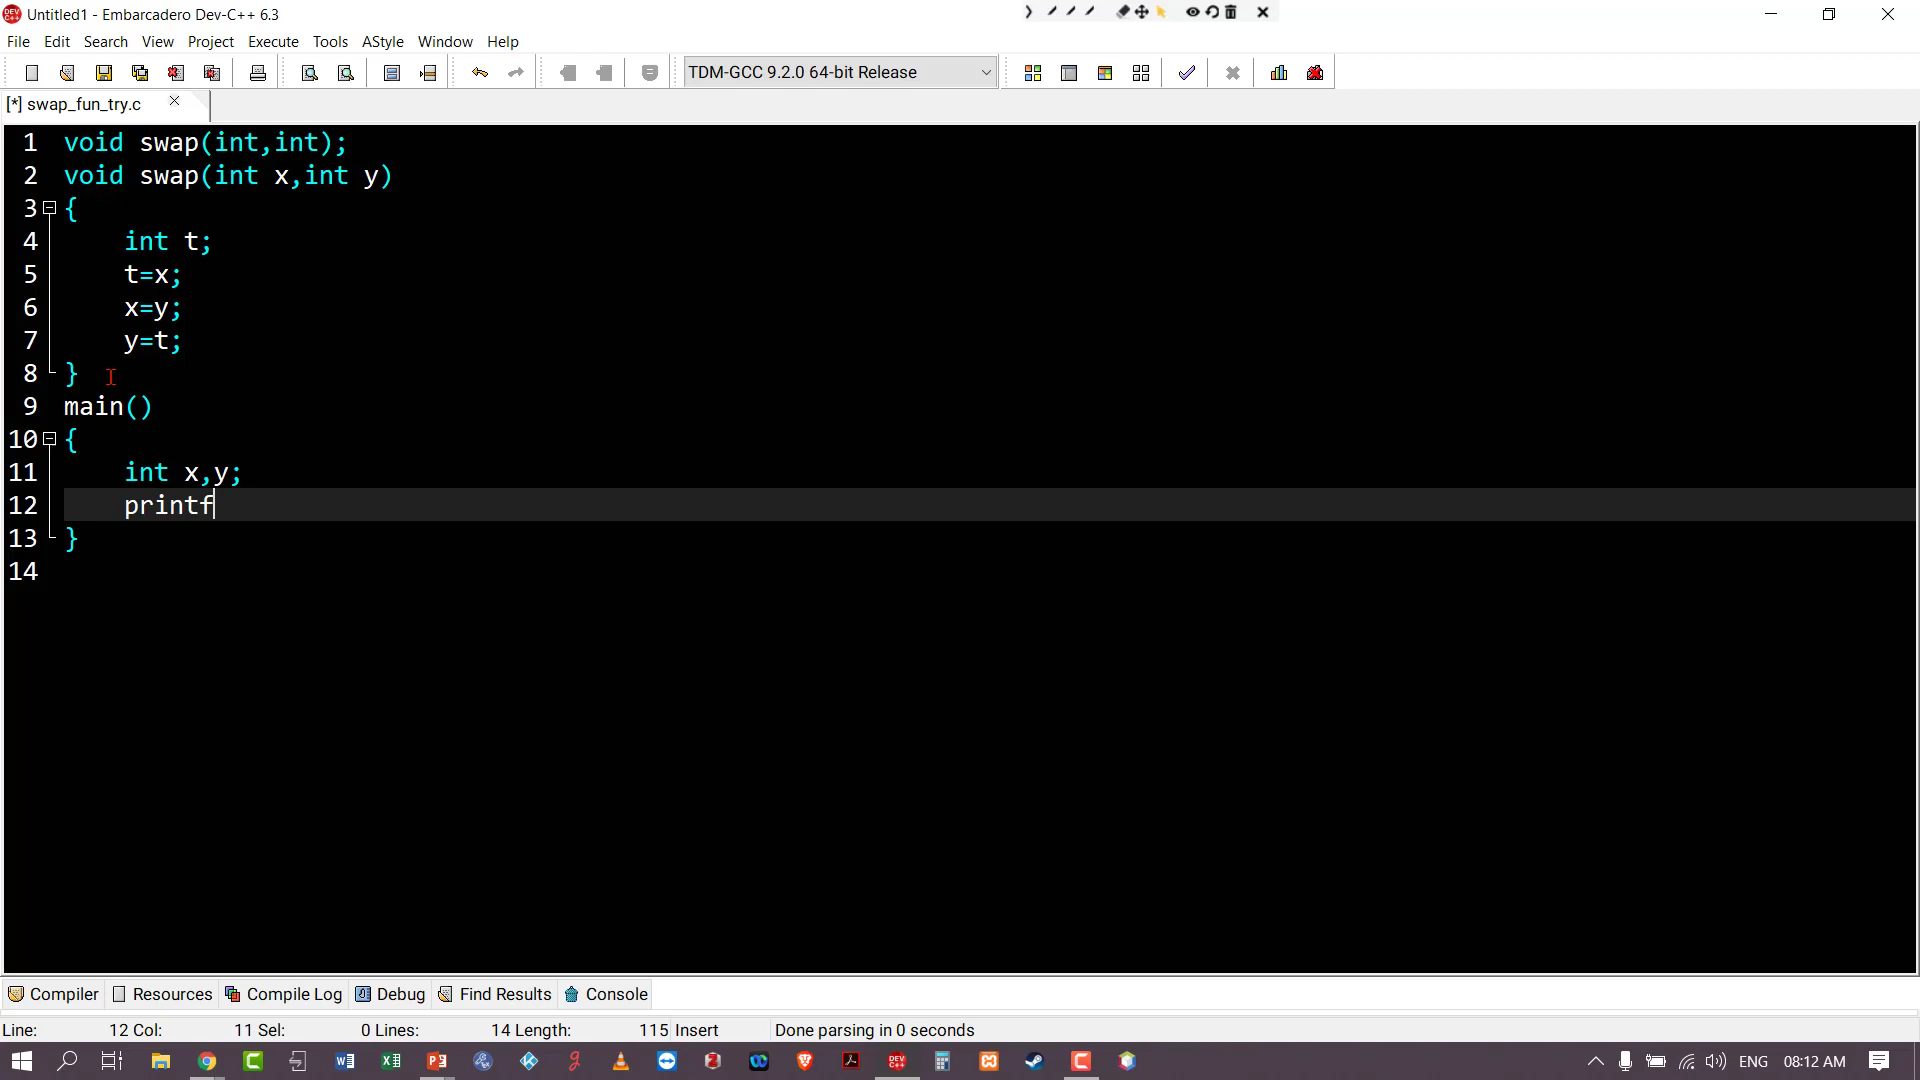 Untitled1 - Embarcadero Dev-C++ 6.3
File Edit Search View Project Execute Tools AStyle Window Help
TDM-GCC 9.2.0 64-bit Release
[*] swap_fun_try.c
1 void swap(int,int);
2 void swap(int x,int y)
3 {
4 int t;
5 t=x;
6 x=y;
7 y=t;
8 }
9 main()
10 {
11 int x,y;
12 printf
13 }
14
Compiler Resources Compile Log Debug Find Results Console
Line: 12 Col: 11 Sel: 0 Lines: 14 Length: 115 Insert Done parsing in 0 seconds
ENG 08:12 AM